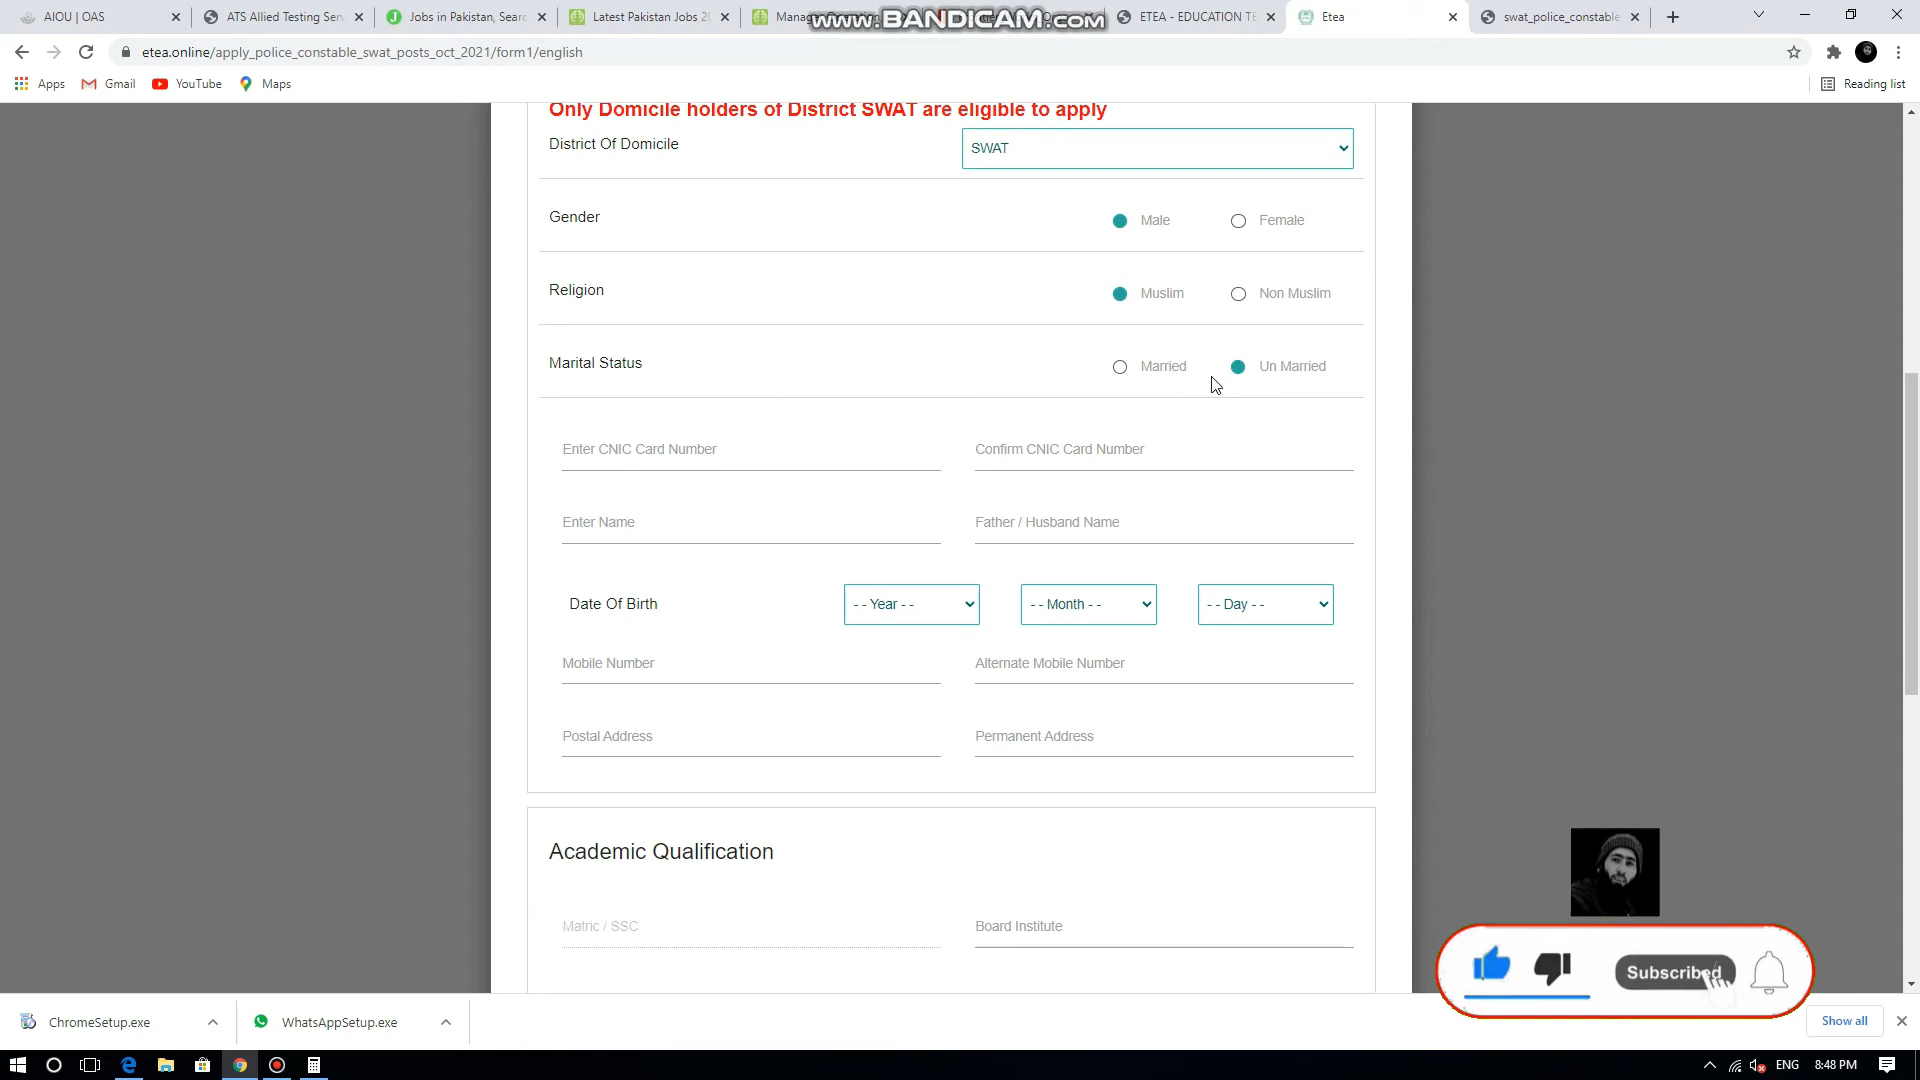 AIOU | OAS
ATS Allied Testing Serv
Jobs in Pakistan, Searc
Latest Pakistan Jobs 20
www.BANDICAM.com
ETEA - EDUCATION TE
Etea
swat_police_constable
etea.online/apply_police_constable_swat_posts_oct_2021/form1/english
Apps
Gmail
YouTube
Maps
Reading list
Only Domicile holders of District SWAT are eligible to apply
District Of Domicile
SWAT
Gender
Male
Female
Religion
Muslim
Non Muslim
Marital Status
Married
Un Married
Enter CNIC Card Number
Confirm CNIC Card Number
Enter Name
Father / Husband Name
Date Of Birth
- - Year - -
- - Month - -
- - Day - -
Mobile Number
Alternate Mobile Number
Postal Address
Permanent Address
Academic Qualification
Matric / SSC
Board Institute
Subscribed
ChromeSetup.exe
WhatsAppSetup.exe
Show all
ENG
8:48 PM